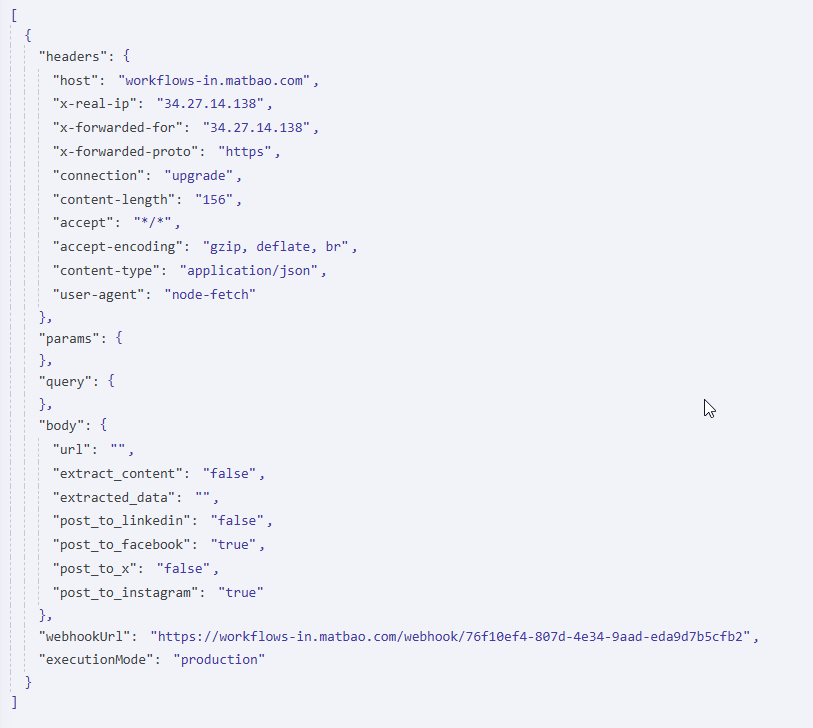 [
{
"headers": {
"host": "workflows-in.matbao.com",
"x-real-ip": "34.27.14.138",
"x-forwarded-for": "34.27.14.138",
"x-forwarded-proto": "https",
"connection": "upgrade",
"content-length": "156",
"accept": "*/*",
"accept-encoding": "gzip, deflate, br",
"content-type": "application/json",
"user-agent": "node-fetch"
},
"params": {
},
"query": {
},
"body": {
"url": "",
"extract_content": "false",
"extracted_data": "",
"post_to_linkedin": "false",
"post_to_facebook": "true",
"post_to_x": "false",
"post_to_instagram": "true"
},
"webhookUrl": "https://workflows-in.matbao.com/webhook/76f10ef4-807d-4e34-9aad-eda9d7b5cfb2",
"executionMode": "production"
}
]